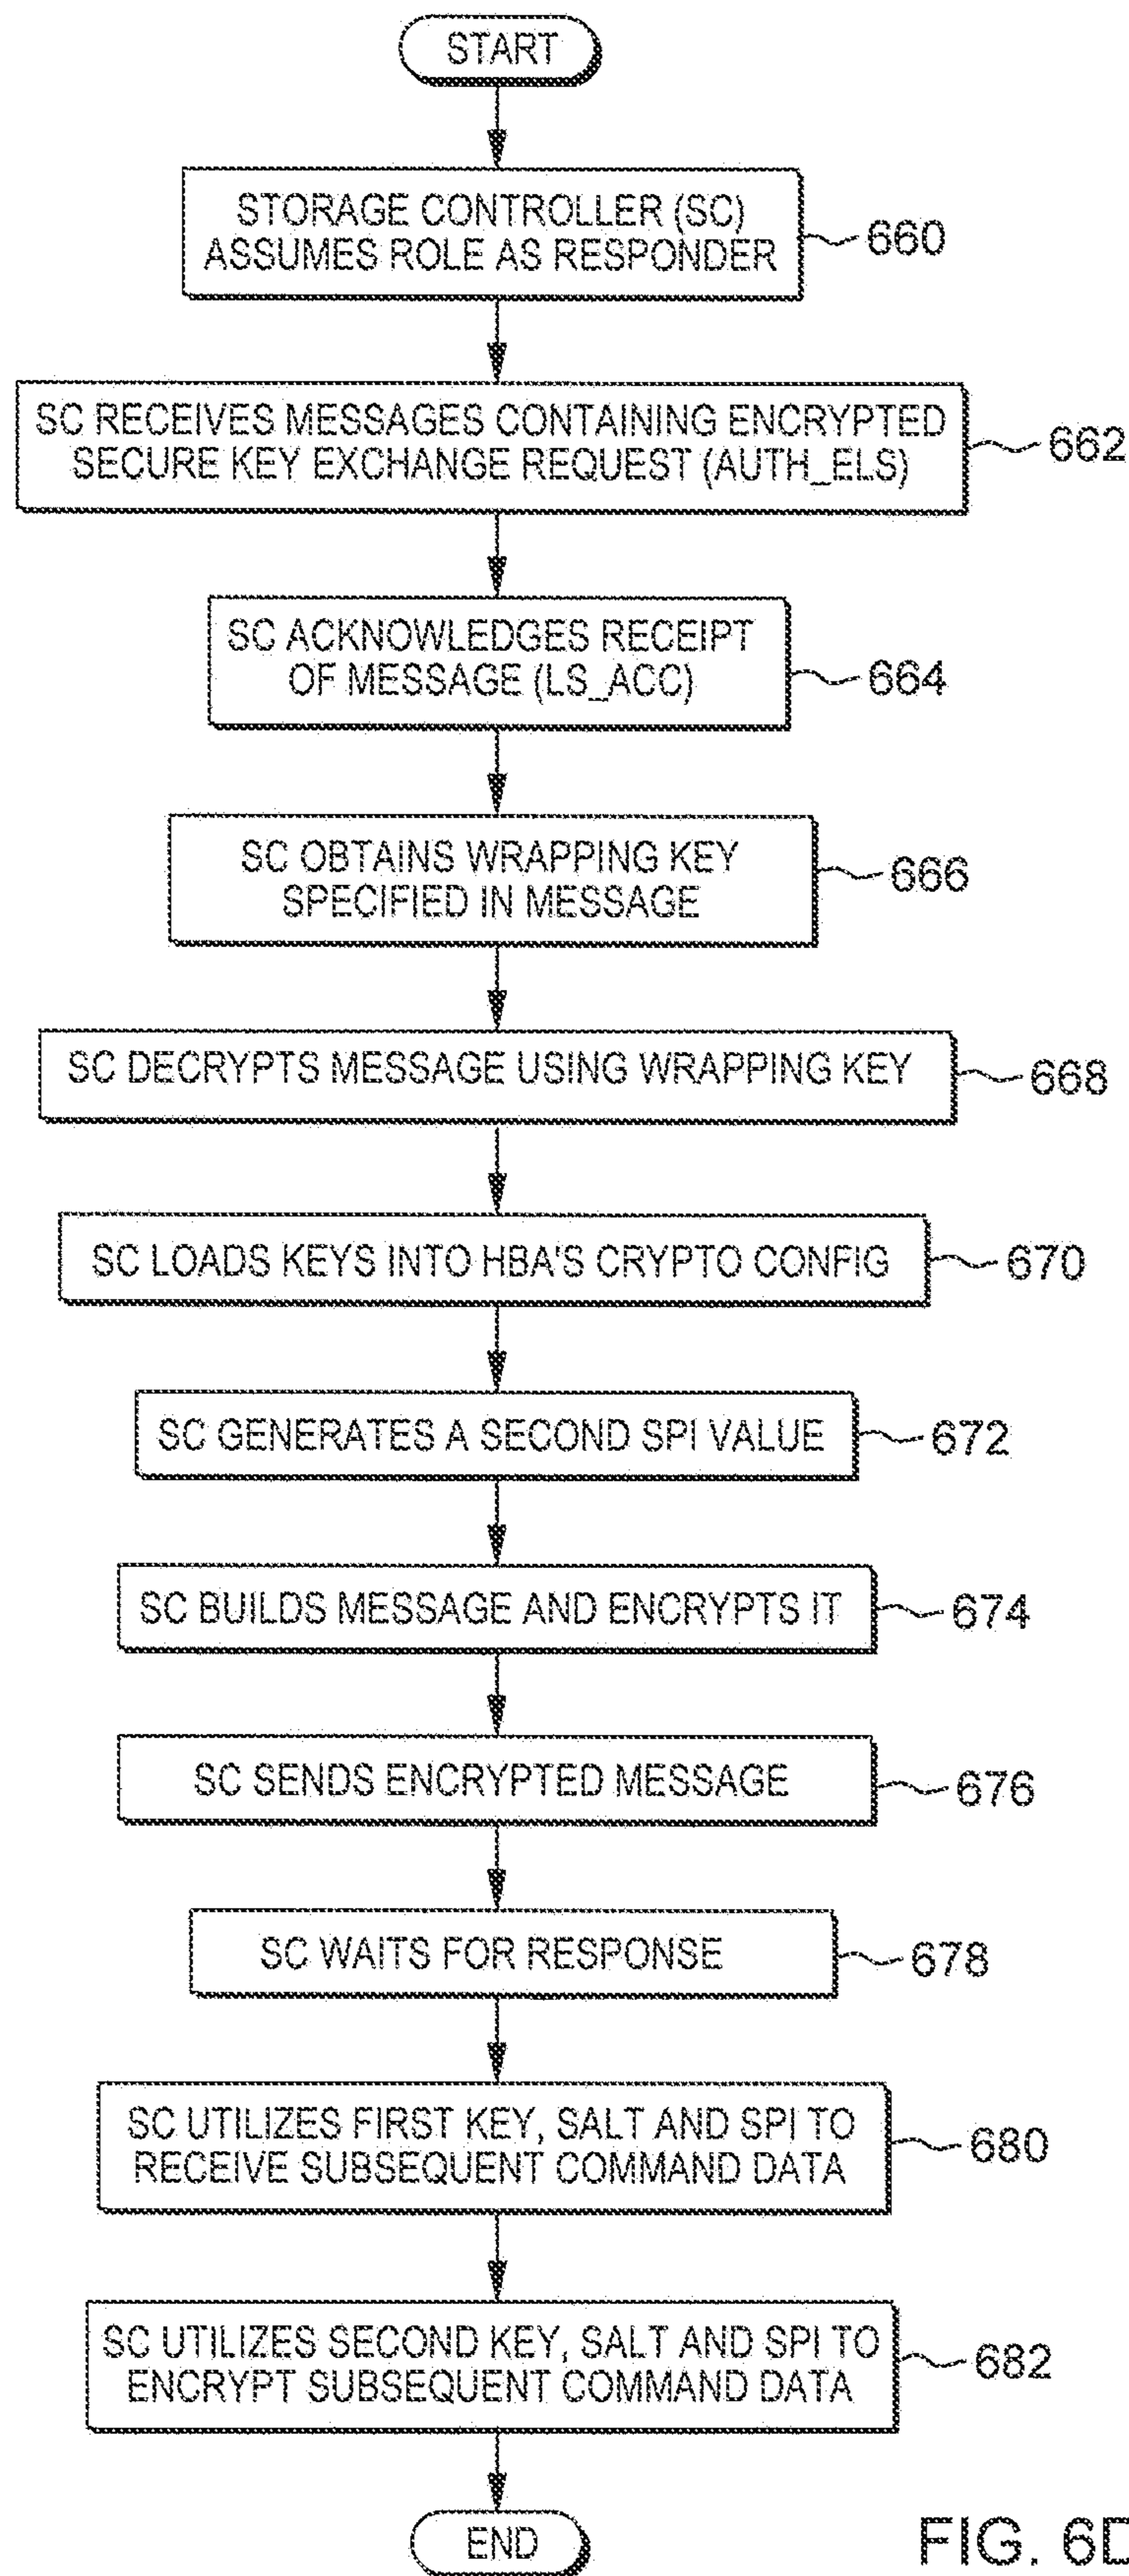 START
STORAGE CONTROLLER (SC)
ASSUMES ROLE AS RESPONDER
660
SC RECEIVES MESSAGES CONTAINING ENCRYPTED
SECURE KEY EXCHANGE REQUEST (AUTH_ELS)
662
SC ACKNOWLEDGES RECEIPT
OF MESSAGE (LS_ACC)
664
SC OBTAINS WRAPPING KEY
SPECIFIED IN MESSAGE
666
SC DECRYPTS MESSAGE USING WRAPPING KEY
668
SC LOADS KEYS INTO HBA'S CRYPTO CONFIG
670
SC GENERATES A SECOND SPI VALUE
672
SC BUILDS MESSAGE AND ENCRYPTS IT
674
SC SENDS ENCRYPTED MESSAGE
676
SC WAITS FOR RESPONSE
678
SC UTILIZES FIRST KEY, SALT AND SPI TO
RECEIVE SUBSEQUENT COMMAND DATA
680
SC UTILIZES SECOND KEY, SALT AND SPI TO
ENCRYPT SUBSEQUENT COMMAND DATA
682
END
FIG. 6D